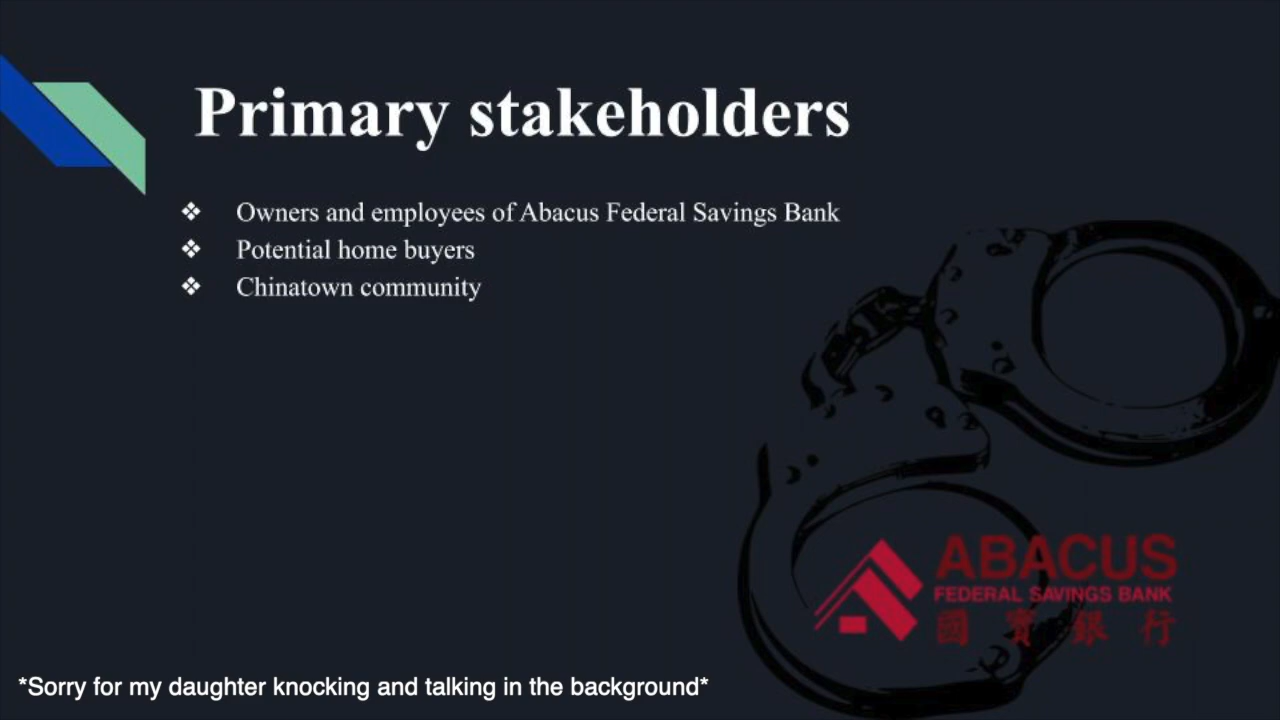 Primary stakeholders
❖ Owners and employees of Abacus Federal Savings Bank
❖ Potential home buyers
❖ Chinatown community
ABACUS
FEDERAL SAVINGS BANK
國寶銀行
*Sorry for my daughter knocking and talking in the background*